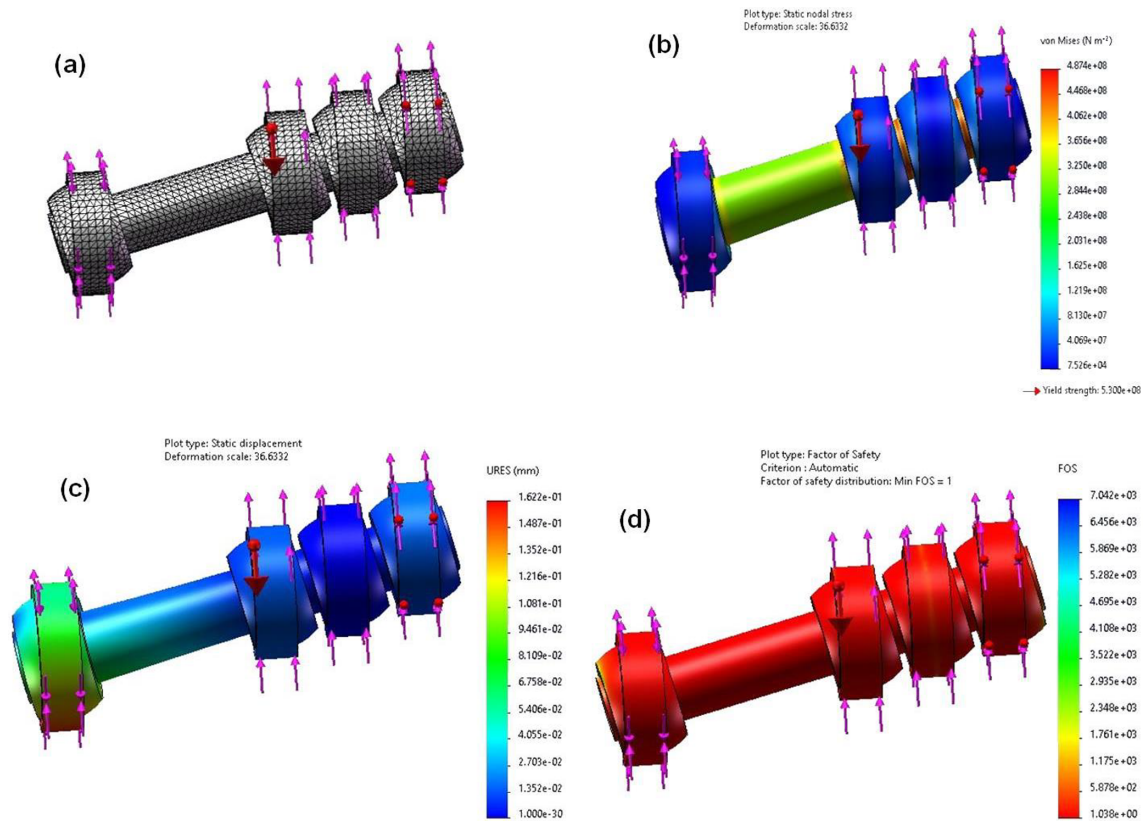 (a)
Plot type: Static nodal stress
Deformation scale: 36.6332
(b)
von Mises (N m⁻²)
4.874e+08
4.468e+08
4.062e+08
3.656e+08
3.250e+08
2.844e+08
2.438e+08
2.031e+08
1.625e+08
1.219e+08
8.130e+07
4.069e+07
7.526e+04
Yield strength: 5.300e+08
Plot type: Static displacement
Deformation scale: 36.6332
(c)
URES (mm)
1.622e-01
1.487e-01
1.352e-01
1.216e-01
1.081e-01
9.461e-02
8.109e-02
6.758e-02
5.406e-02
4.055e-02
2.703e-02
1.352e-02
1.000e-30
Plot type: Factor of Safety
Criterion : Automatic
Factor of safety distribution: Min FOS = 1
(d)
FOS
7.042e+03
6.456e+03
5.869e+03
5.282e+03
4.695e+03
4.108e+03
3.522e+03
2.935e+03
2.348e+03
1.761e+03
1.175e+03
5.878e+02
1.038e+00